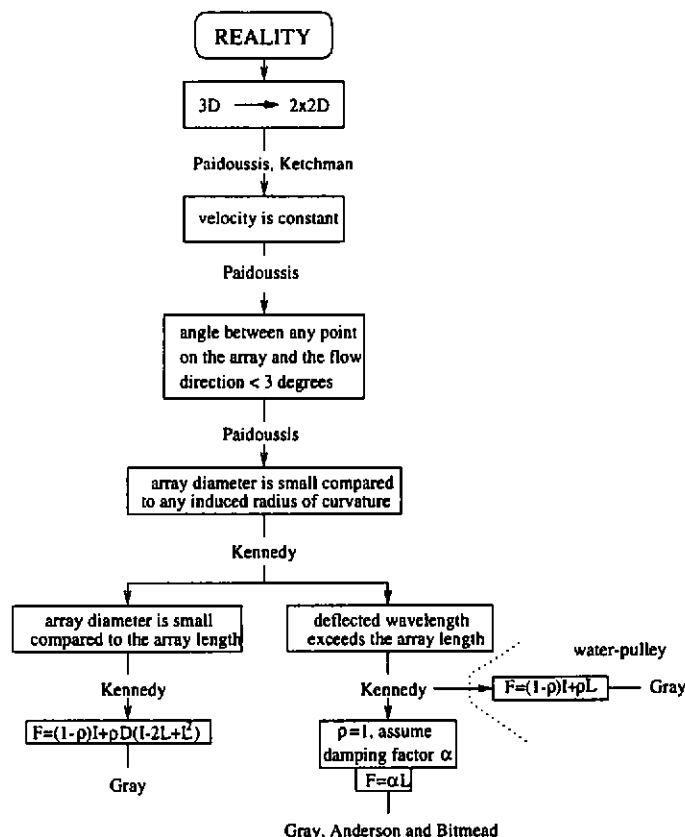 REALITY
3D → 2x2D
Paidoussis, Ketchman
velocity is constant
Paidoussis
angle between any point
on the array and the flow
direction < 3 degrees
Paidoussis
array diameter is small compared
to any induced radius of curvature
Kennedy
array diameter is small
compared to the array length
deflected wavelength
exceeds the array length
water-pulley
Kennedy
Kennedy
F=(1-ρ)I+ρL
Gray
F=(1-ρ)I+ρD(I-2L+L²)
ρ=1, assume
damping factor α
F=αL
Gray
Gray, Anderson and Bitmead